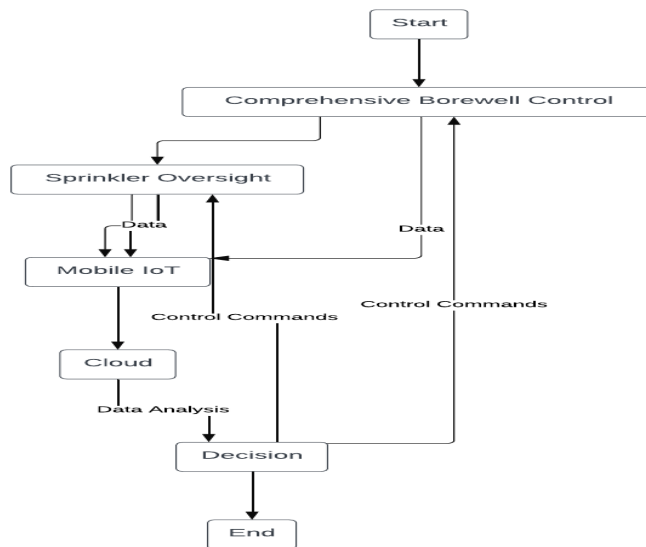 Start
Comprehensive Borewell Control
Sprinkler Oversight
Data
Data
Mobile IoT
Control Commands
Control Commands
Cloud
Data Analysis
Decision
End